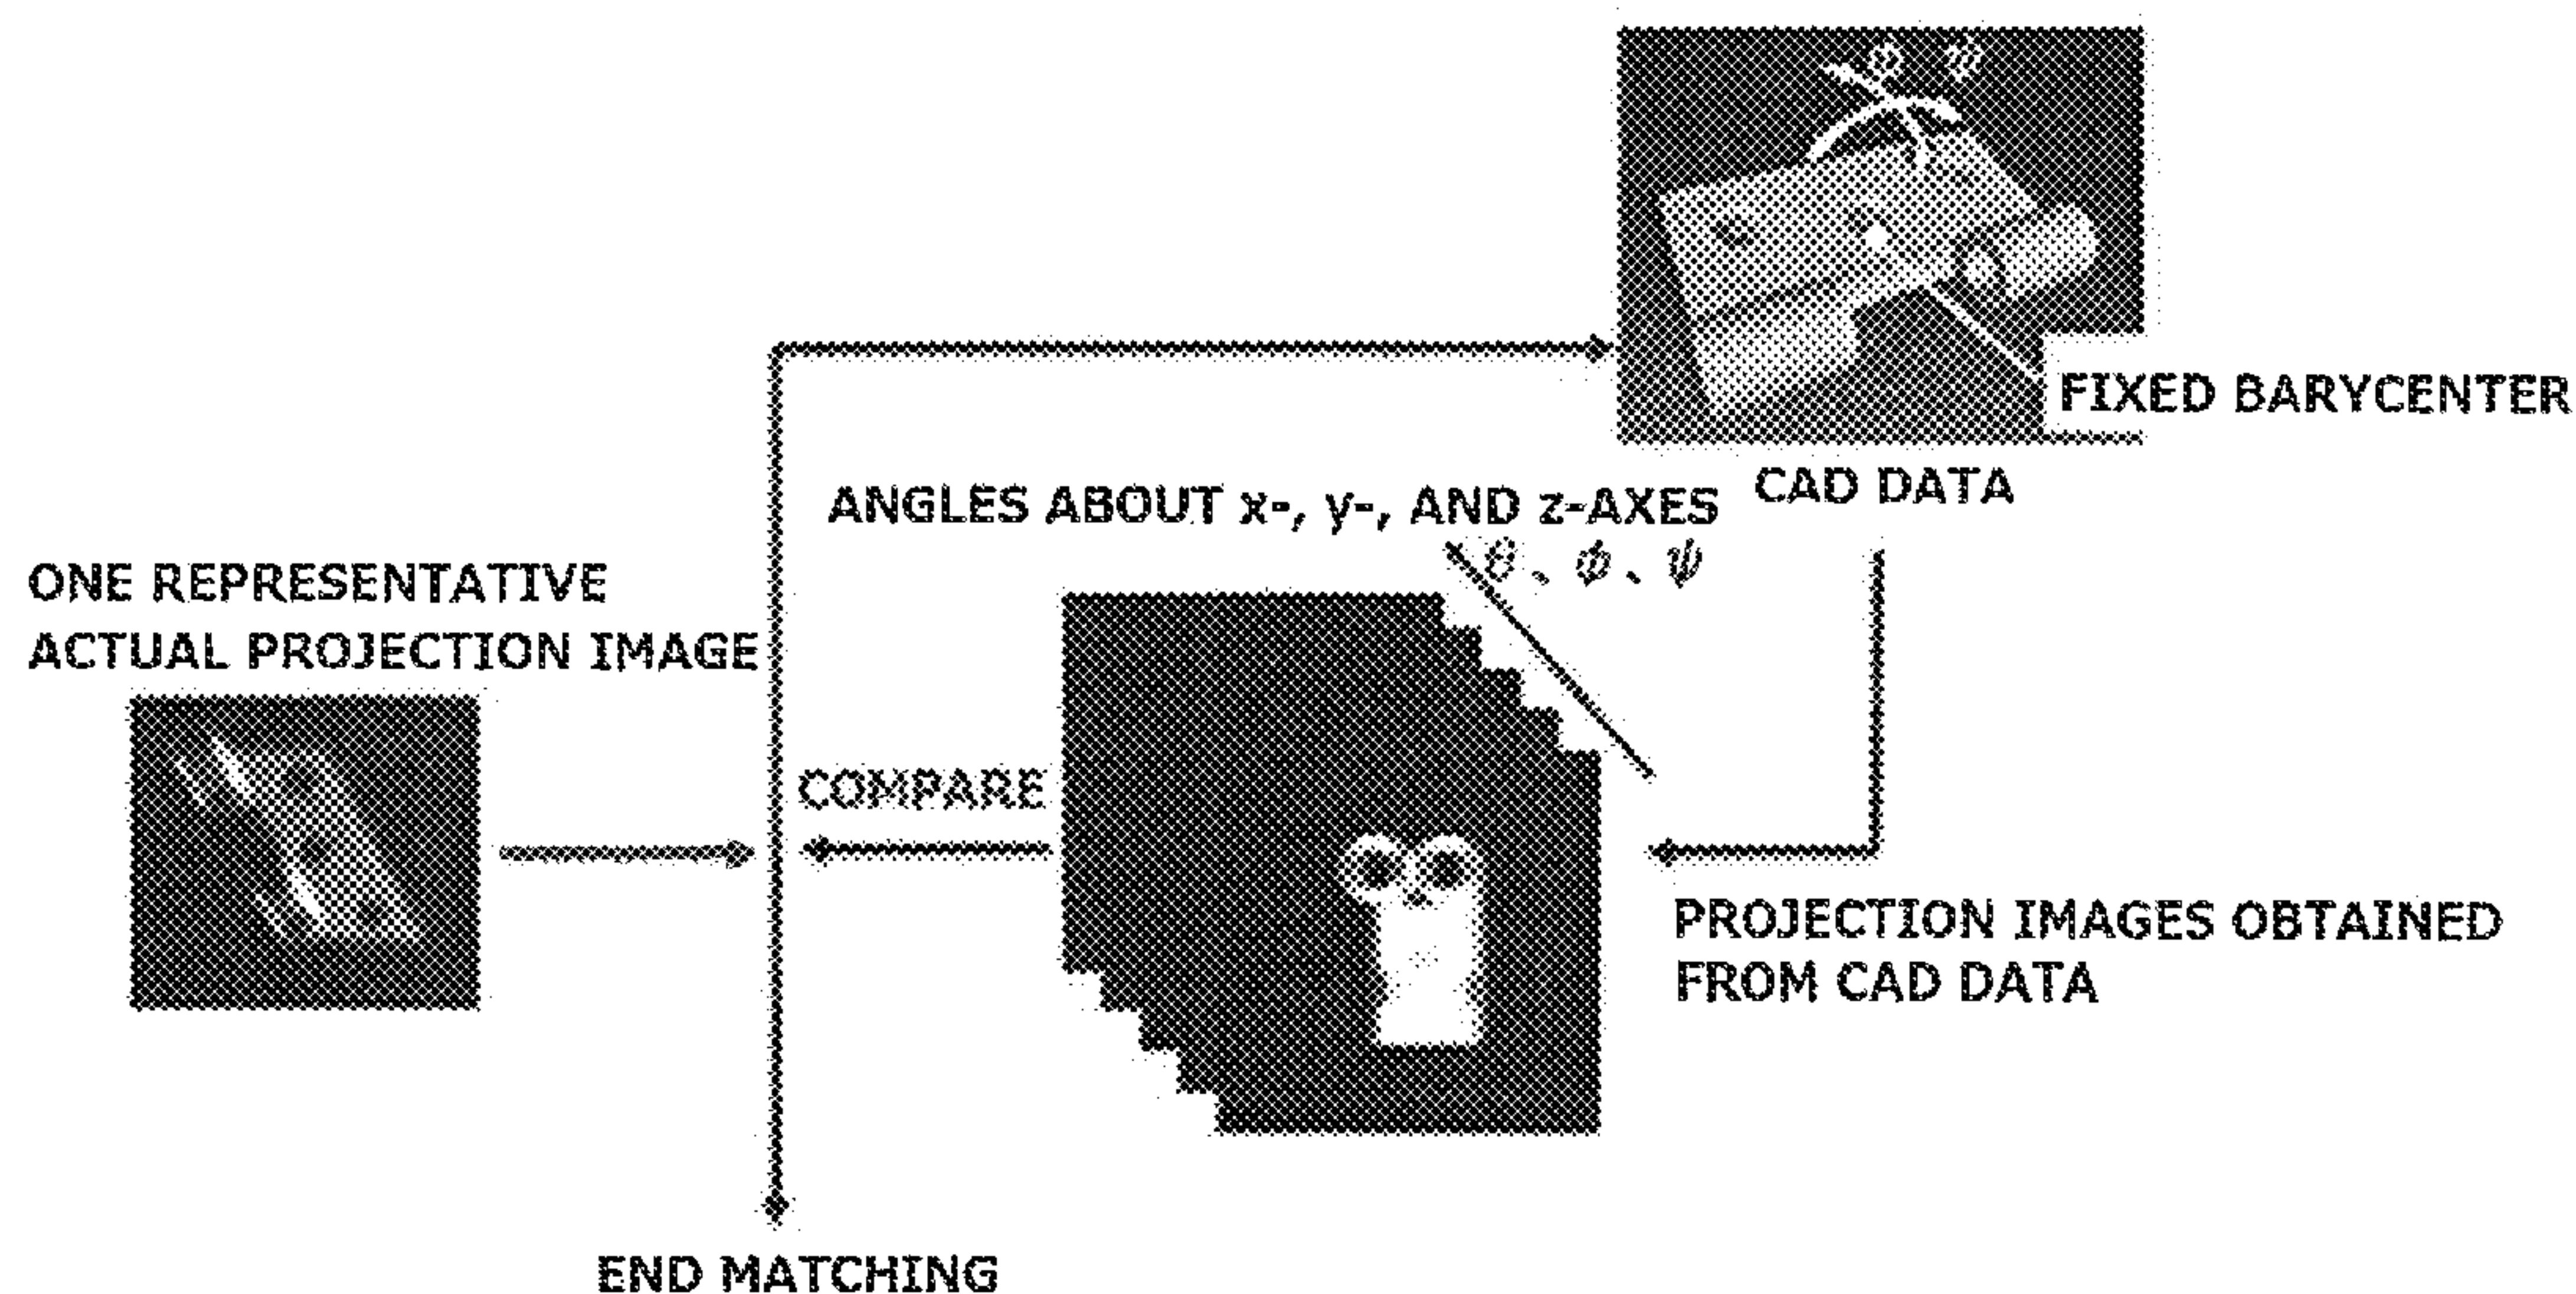 FIXED BARYCENTER
CAD DATA
ANGLES ABOUT x-, y-, AND z-AXES
θ、φ、ψ
ONE REPRESENTATIVE
ACTUAL PROJECTION IMAGE
COMPARE
PROJECTION IMAGES OBTAINED
FROM CAD DATA
END MATCHING